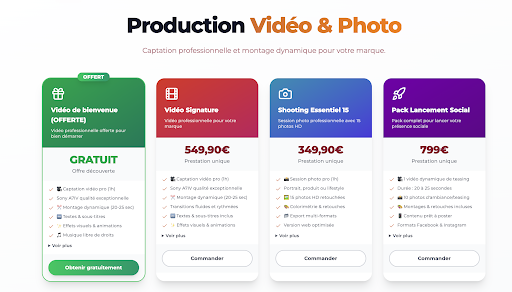 Production Vidéo & Photo
Captation professionnelle et montage dynamique pour votre marque.
OFFERT
Vidéo de bienvenue
(OFFERTE)
Vidéo professionnelle offerte pour
bien démarrer
GRATUIT
Offre découverte
Captation vidéo pro (1h)
Sony A7IV qualité exceptionnelle
Montage dynamique (20-25 sec)
Textes & sous titres
Effets visuels & animations
Musique libre de droits
Voir plus
Obtenir gratuitement
Vidéo Signature
Vidéo professionnelle pour votre
marque
549,90€
Prestation unique
Captation vidéo pro (1h)
Sony A7IV qualité exceptionnelle
Montage dynamique (20-25 sec)
Transitions fluides et rythmées
Textes & sous-titres inclus
Effets visuels & animations
Voir plus
Commander
Shooting Essentiel 15
Session photo professionnelle avec 15
photos HD
349,90€
Prestation unique
Session photo pro (1h)
Portrait, produit ou lifestyle
15 photos HD retouchées
Colorimétrie & retouches
Export multi-formats
Version web optimisée
Voir plus
Commander
Pack Lancement Social
Pack complet pour lancer votre
présence sociale
799€
Prestation unique
1 vidéo dynamique de teasing
Durée : 20 à 25 secondes
10 photos d'ambiance/teasing
Montages & retouches incluses
Contenu prêt à poster
Formats Facebook & Instagram
Voir plus
Commander